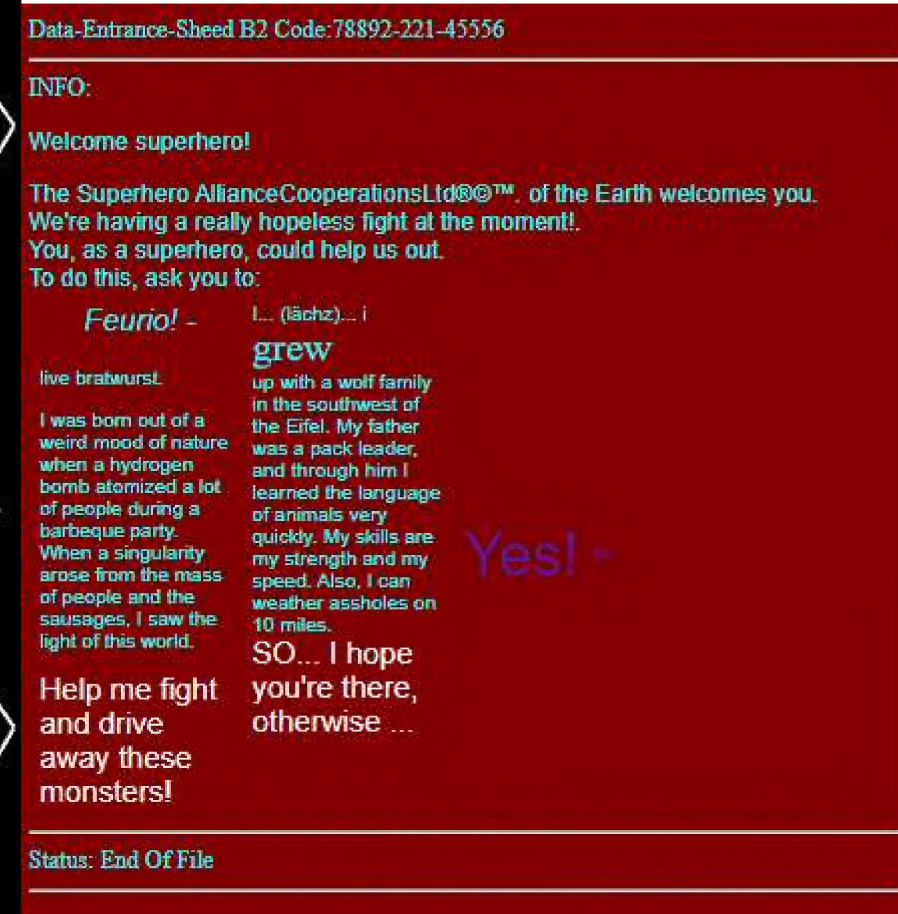 Data-Entrance-Sheed B2 Code:78892-221-45556
INFO:
Welcome superhero!
The Superhero AllianceCooperationsLtd®©™. of the Earth welcomes you.
We're having a really hopeless fight at the moment!.
You, as a superhero, could help us out.
To do this, ask you to:
Feurio! -
live bratwurst.
I was born out of a
weird mood of nature
when a hydrogen
bomb atomized a lot
of people during a
barbeque party.
When a singularity
arose from the mass
of people and the
sausages, I saw the
light of this world.
Help me fight
and drive
away these
monsters!
I... (lächz)... i
grew
up with a wolf family
in the southwest of
the Eifel. My father
was a pack leader,
and through him I
learned the language
of animals very
quickly. My skills are
my strength and my
speed. Also, I can
weather assholes on
10 miles.
SO... I hope
you're there,
otherwise ...
Yes! -
Status: End Of File